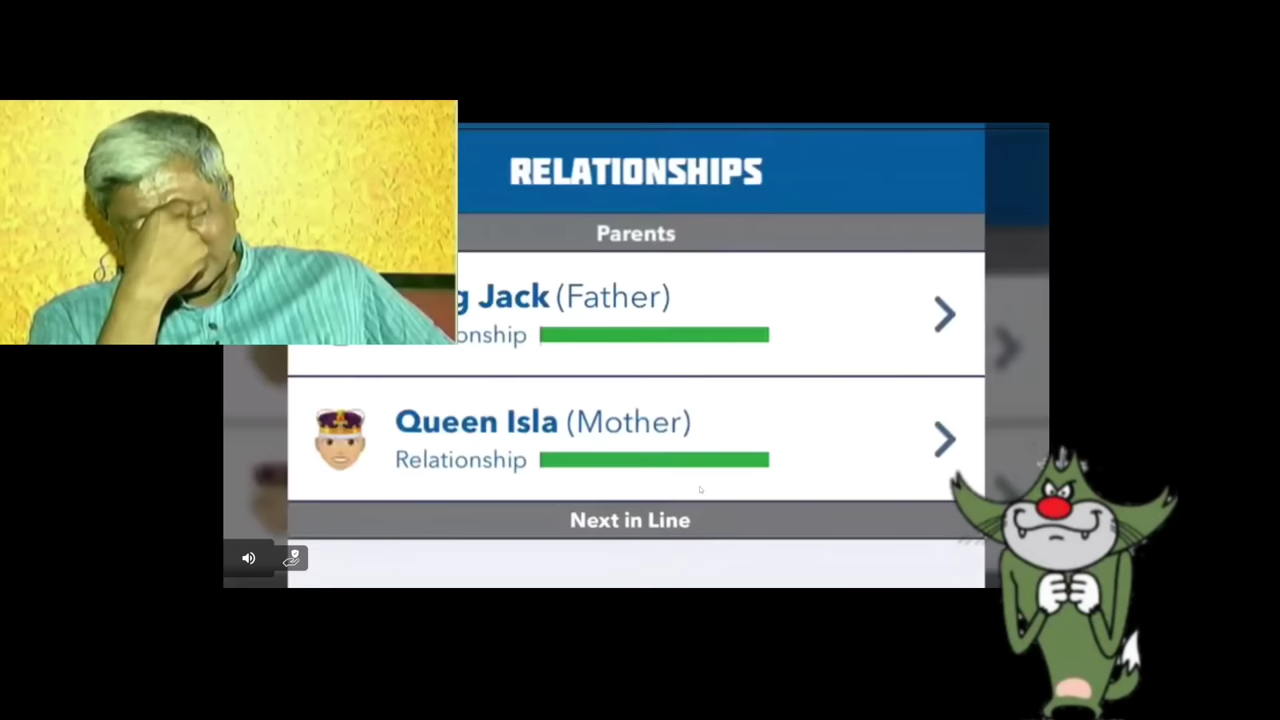 RELATIONSHIPS
Parents
g Jack (Father)
onship
Queen Isla (Mother)
Relationship
Next in Line